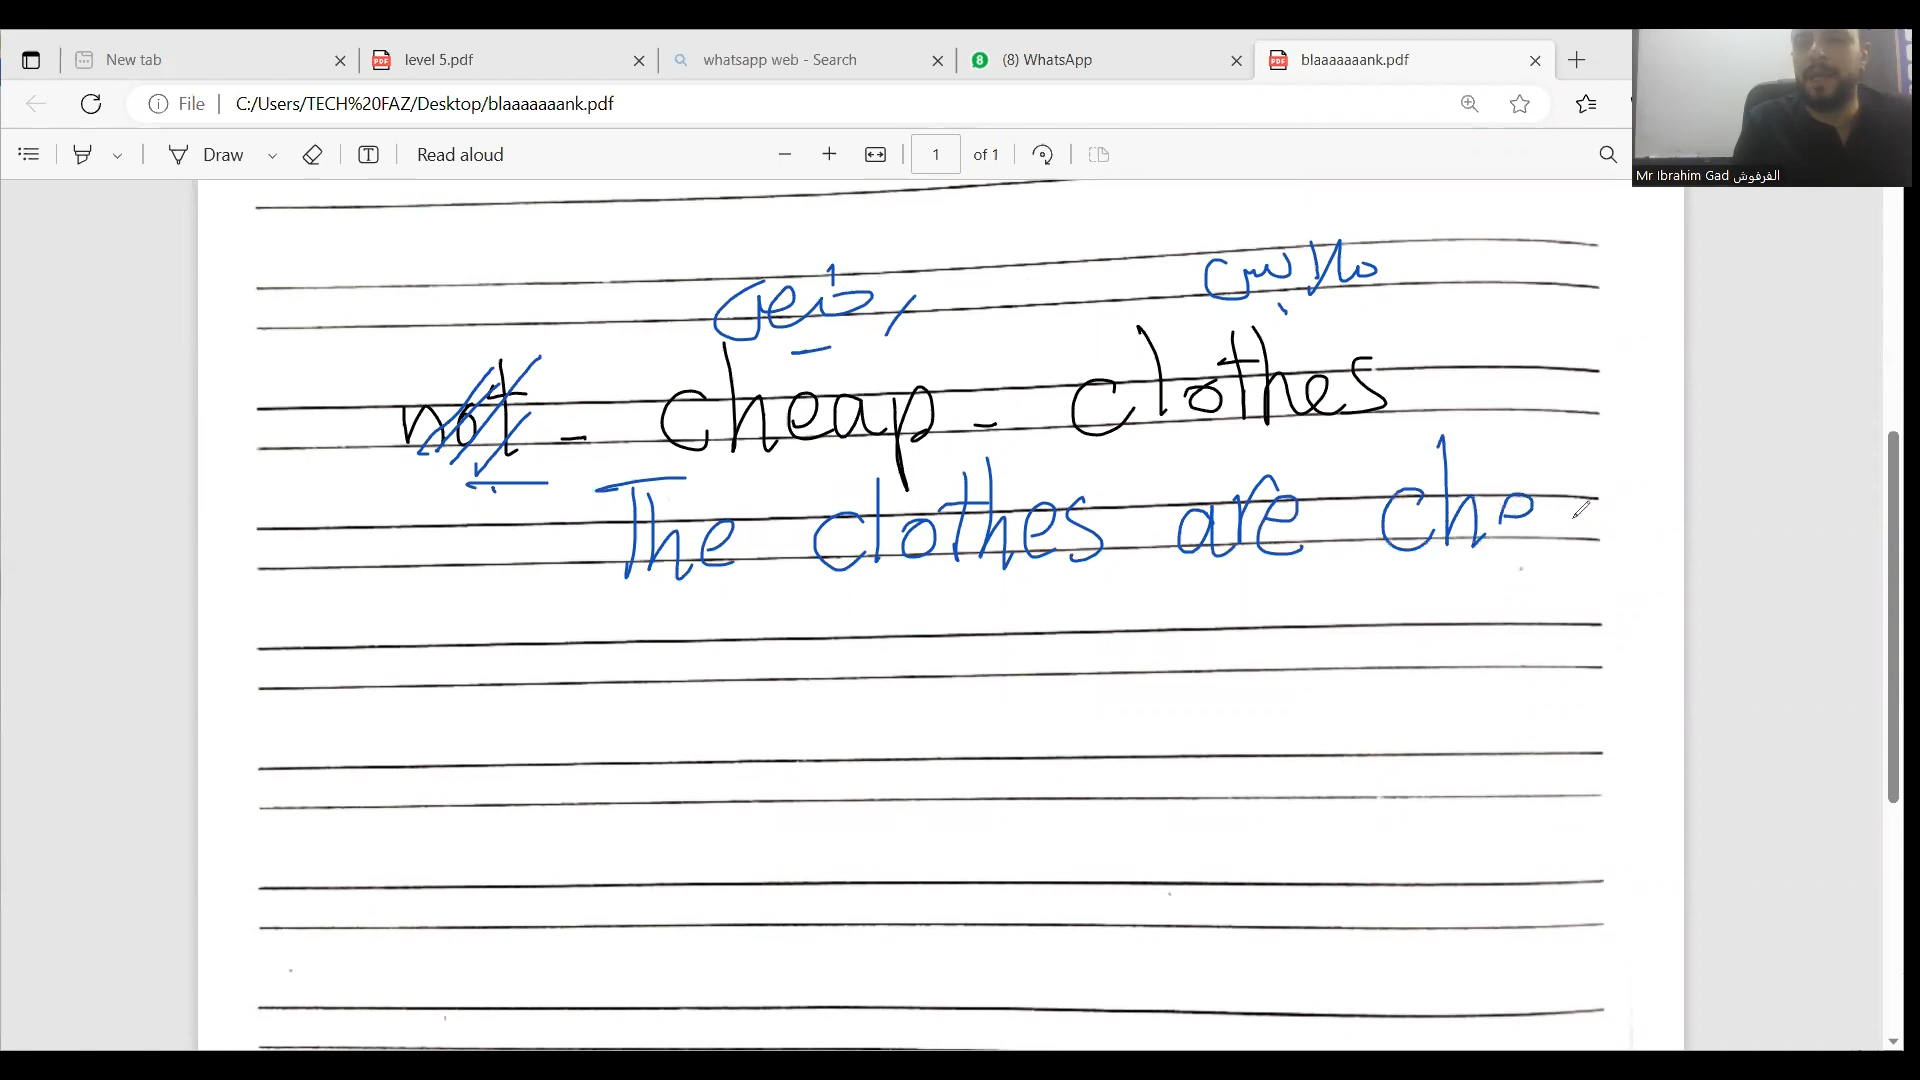 New tab level 5.pdf whatsapp web - Search (8) WhatsApp blaaaaaaank.pdf
File C:/Users/TECH%20FAZ/Desktop/blaaaaaaank.pdf
Draw Read aloud 1 of 1
Mr Ibrahim Gad الفرفوش
ملابس
رخيص
not - cheap - clothes
The clothes are che